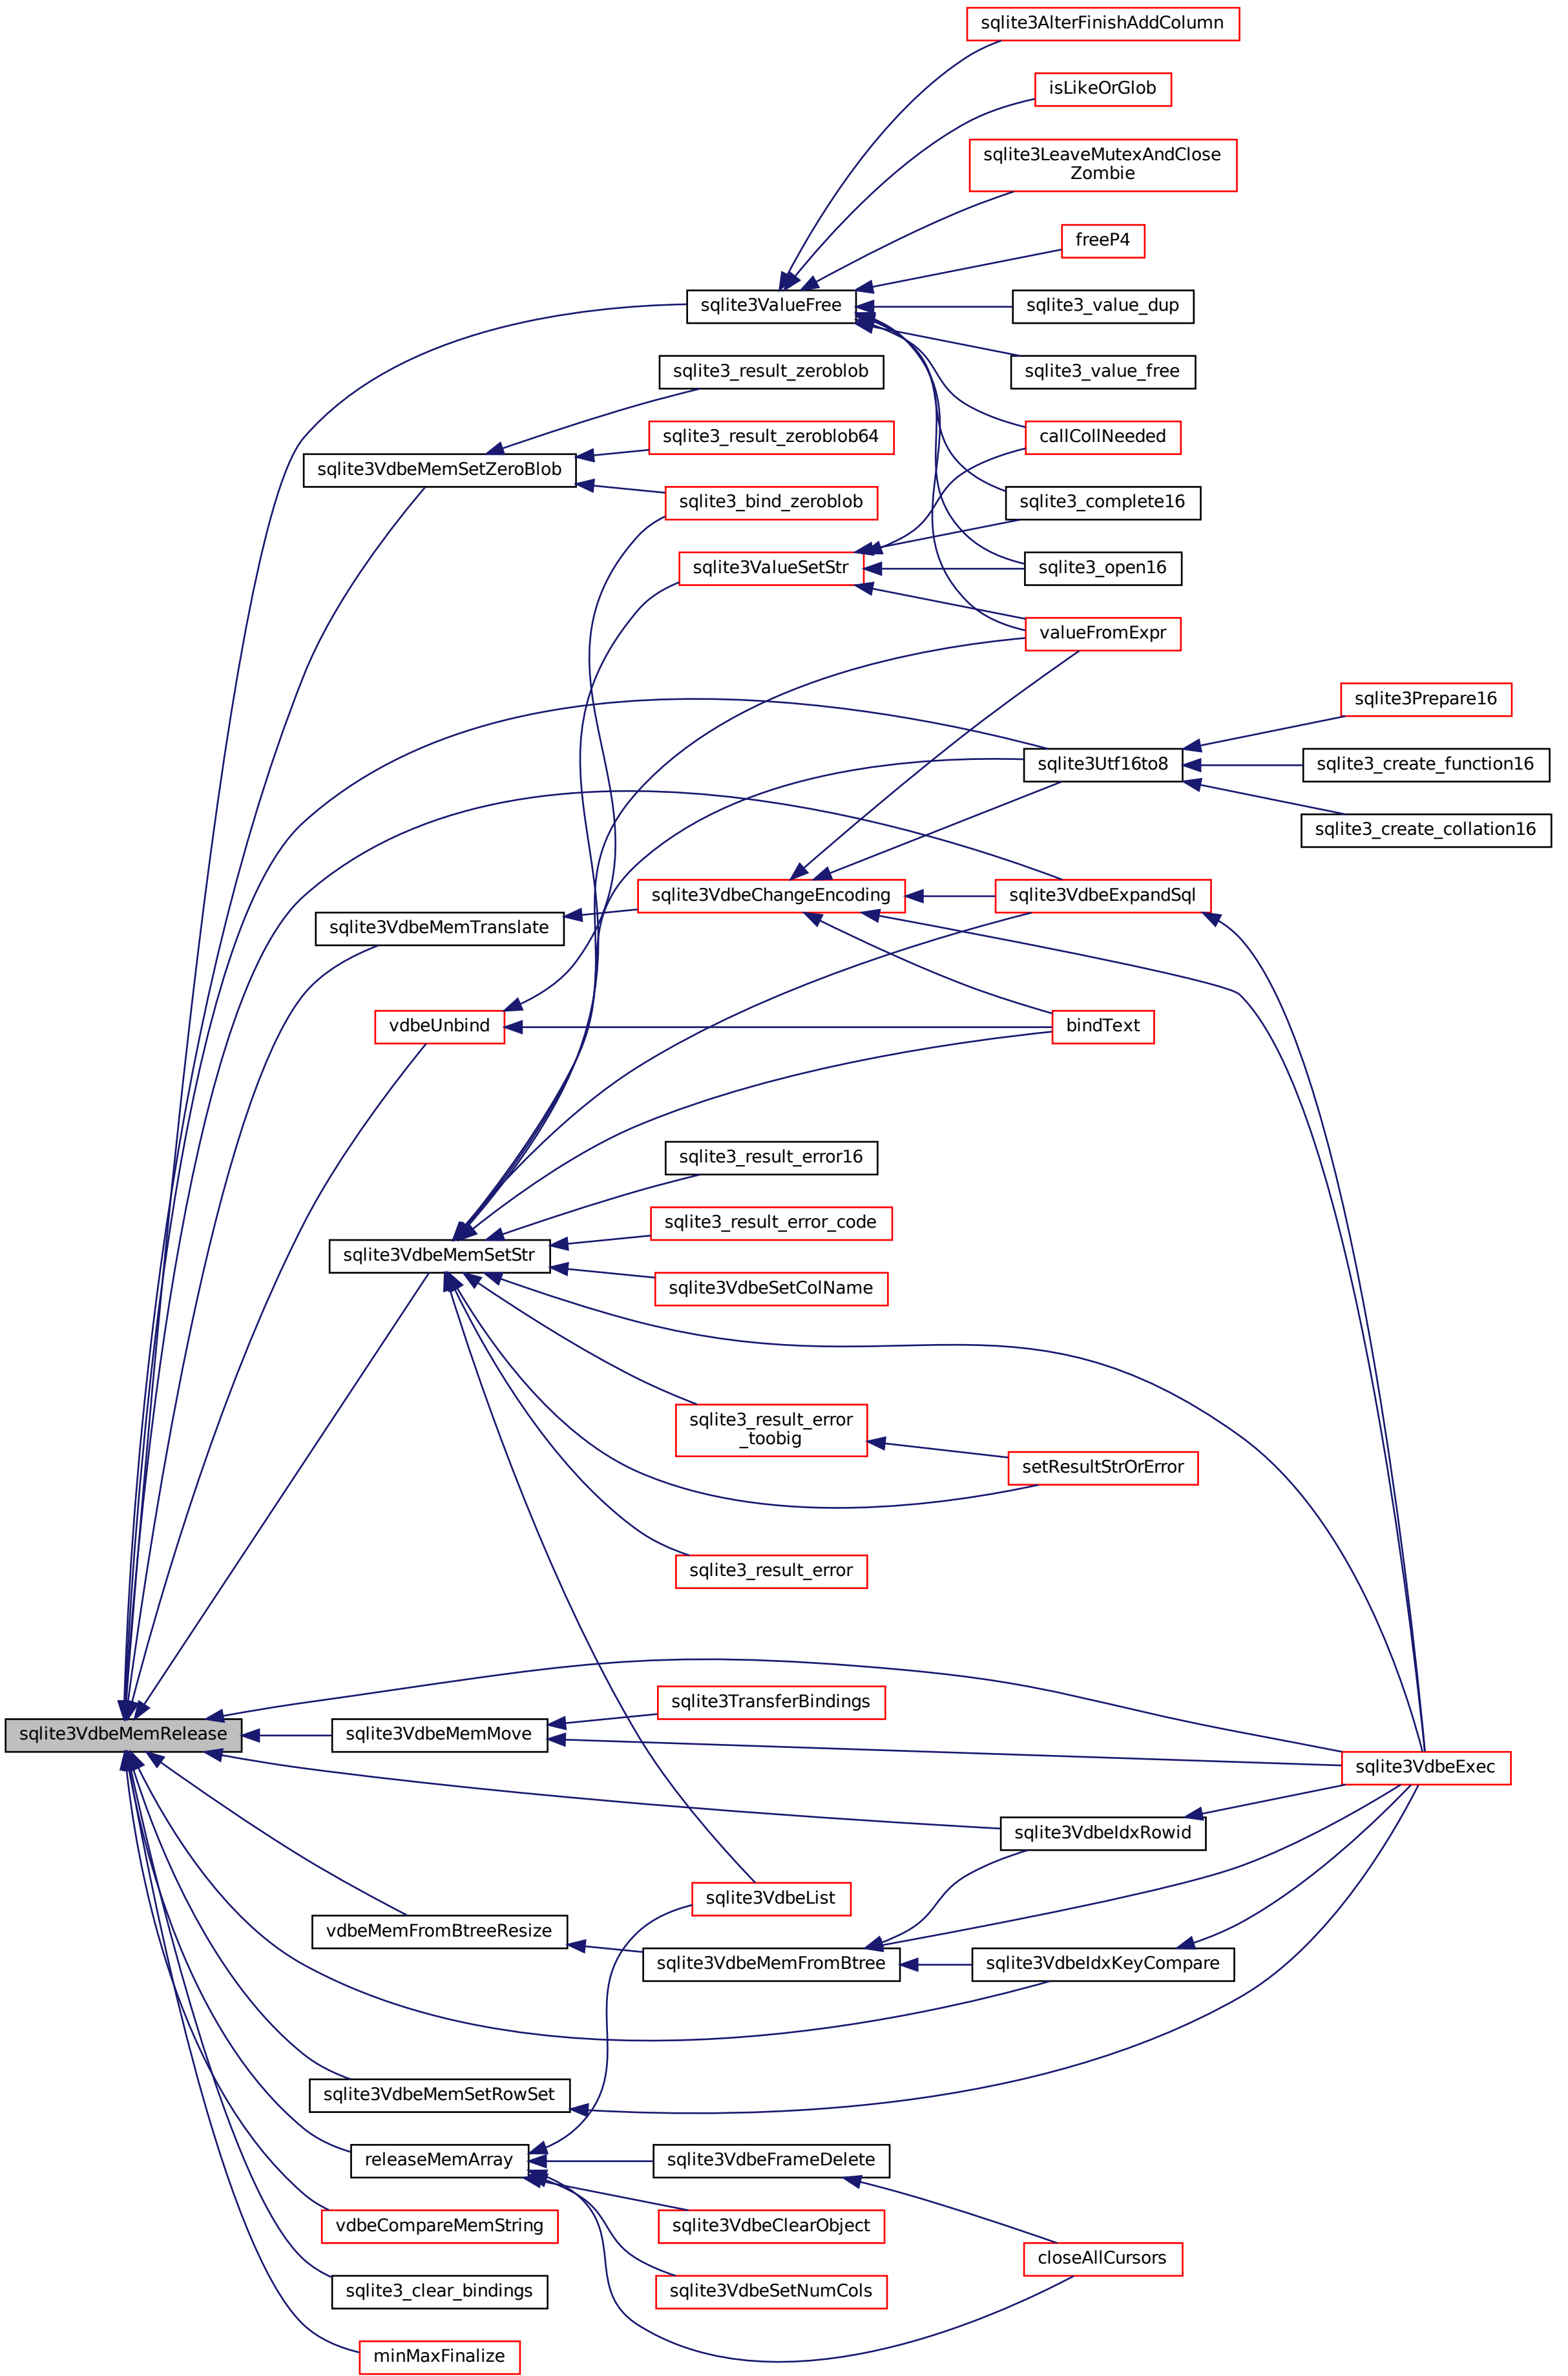 sqlite3AlterFinishAddColumn
isLikeOrGlob
sqlite3LeaveMutexAndClose
Zombie
freeP4
sqlite3ValueFree
sqlite3_value_dup
sqlite3_result_zeroblob
sqlite3_value_free
sqlite3_result_zeroblob64
callCollNeeded
sqlite3VdbeMemSetZeroBlob
sqlite3_bind_zeroblob
sqlite3_complete16
sqlite3ValueSetStr
sqlite3_open16
valueFromExpr
sqlite3Prepare16
sqlite3Utf16to8
sqlite3_create_function16
sqlite3_create_collation16
sqlite3VdbeChangeEncoding
sqlite3VdbeExpandSql
sqlite3VdbeMemTranslate
vdbeUnbind
bindText
sqlite3_result_error16
sqlite3_result_error_code
sqlite3VdbeMemSetStr
sqlite3VdbeSetColName
sqlite3_result_error
_toobig
setResultStrOrError
sqlite3_result_error
sqlite3TransferBindings
sqlite3VdbeMemRelease
sqlite3VdbeMemMove
sqlite3VdbeExec
sqlite3VdbeIdxRowid
sqlite3VdbeList
vdbeMemFromBtreeResize
sqlite3VdbeMemFromBtree
sqlite3VdbeIdxKeyCompare
sqlite3VdbeMemSetRowSet
releaseMemArray
sqlite3VdbeFrameDelete
vdbeCompareMemString
sqlite3VdbeClearObject
closeAllCursors
sqlite3_clear_bindings
sqlite3VdbeSetNumCols
minMaxFinalize